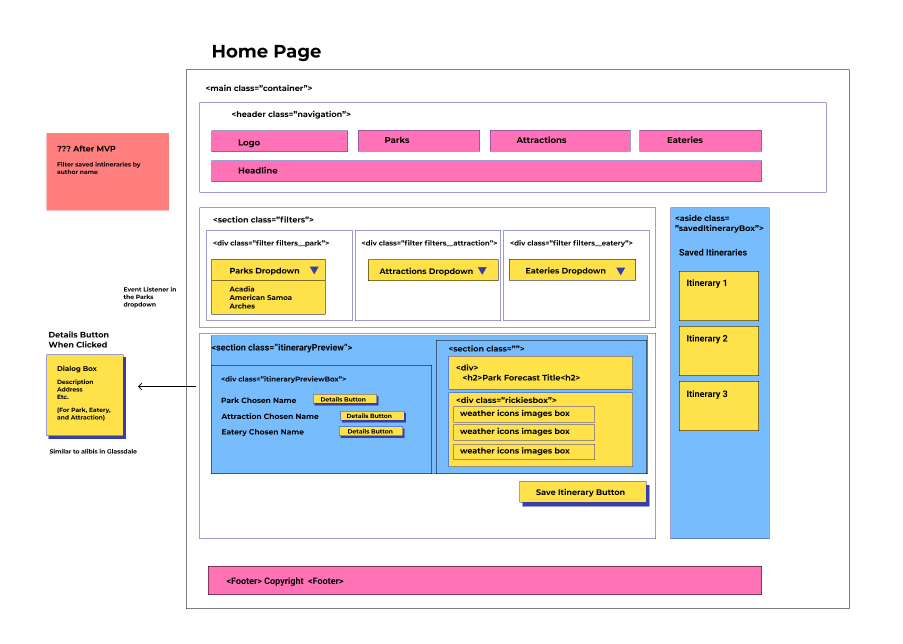 Home Page
<main class="container">
<header class="navigation">
Logo
Parks
Attractions
Eateries
Headline
??? After MVP
Filter saved intineraries by
author name
<section class="filters">
<div class="filter filters__park">
<div class="filter filters__attraction">
<div class="filter filters__eatery">
Parks Dropdown
Attractions Dropdown
Eateries Dropdown
Acadia
American Samoa
Arches
Event Listener in
the Parks
dropdown
<aside class=
"savedItineraryBox">
Saved Itineraries
Itinerary 1
Itinerary 2
Itinerary 3
Details Button
When Clicked
Dialog Box
Description
Address
Etc.
(For Park, Eatery,
and Attraction)
Similar to alibis in Glassdale
<section class="itineraryPreview">
<div class="itineraryPreviewBox">
Park Chosen Name
Details Button
Attraction Chosen Name
Details Button
Eatery Chosen Name
Details Button
<section class="">
<div>
<h2>Park Forecast Title<h2>
<div class="rickiesbox">
weather icons images box
weather icons images box
weather icons images box
Save Itinerary Button
<Footer> Copyright <Footer>